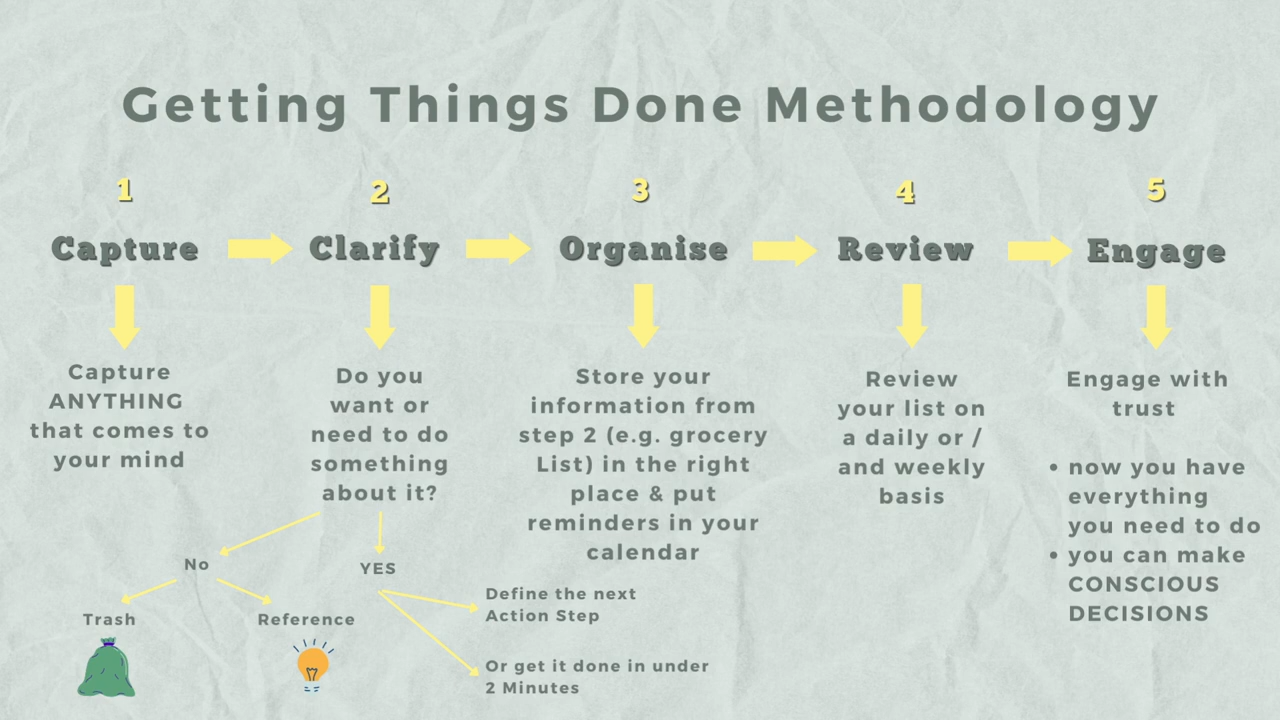 Getting Things Done Methodology
1
Capture
Capture
ANYTHING
that comes to
your mind
2
Clarify
Do you
want or
need to do
something
about it?
No
Trash
Reference
YES
Define the next
Action Step
Or get it done in under
2 Minutes
3
Organise
Store your
information from
step 2 (e.g. grocery
List) in the right
place & put
reminders in your
calendar
4
Review
Review
your list on
a daily or /
and weekly
basis
5
Engage
Engage with
trust
• now you have
everything
you need to do
• you can make
CONSCIOUS
DECISIONS